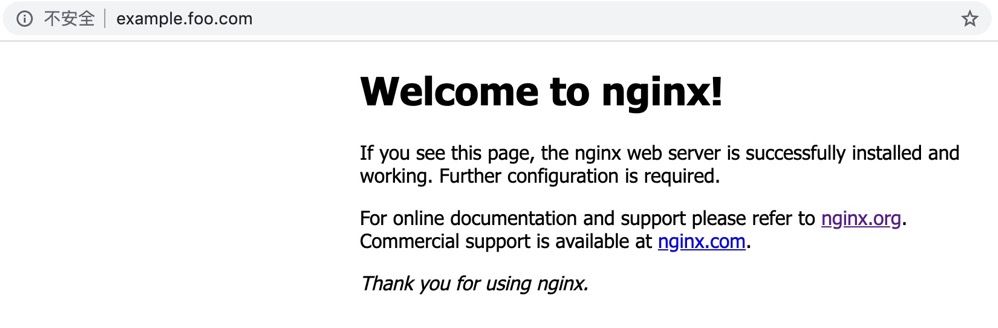 不安全 example.foo.com
Welcome to nginx!
If you see this page, the nginx web server is successfully installed and
working. Further configuration is required.
For online documentation and support please refer to nginx.org.
Commercial support is available at nginx.com.
Thank you for using nginx.